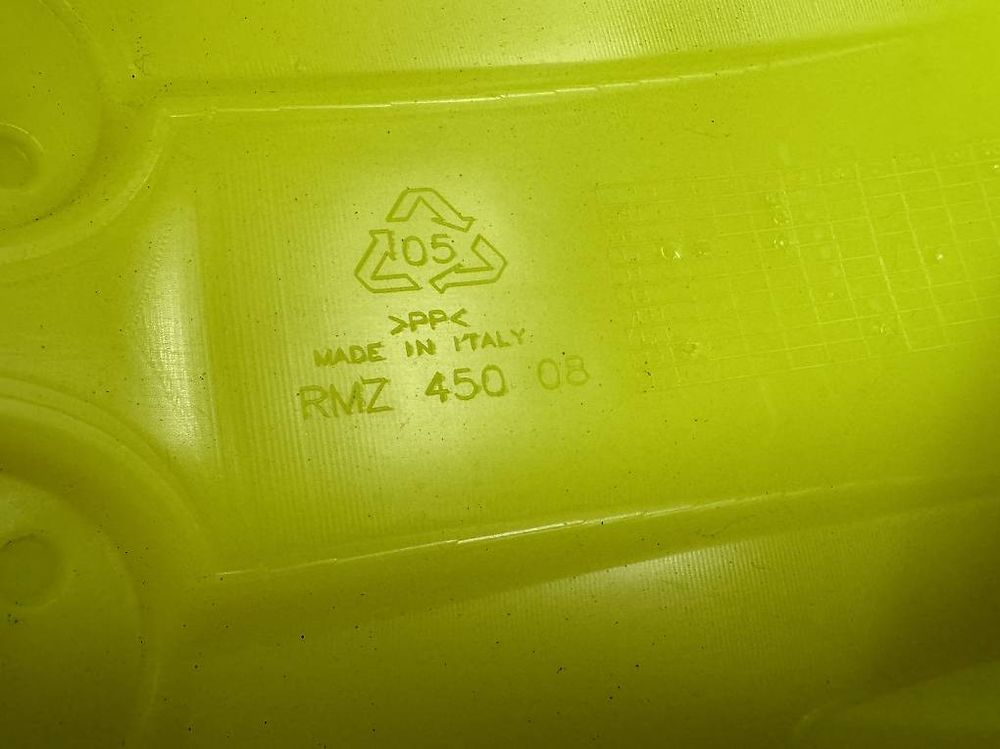 05
>PP<
MADE IN ITALY
RMZ 450 08